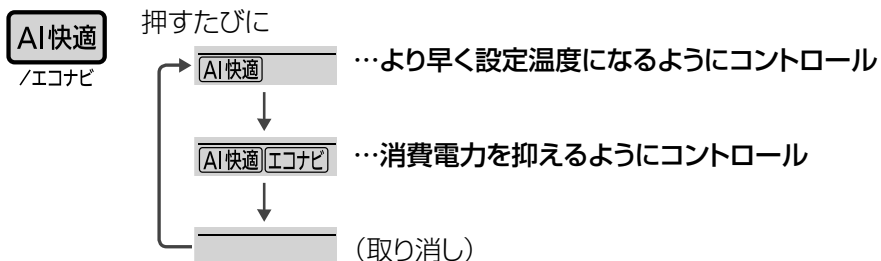 AI快適
/エコナビ
押すたびに
AI快適 …より早く設定温度になるようにコントロール
AI快適 エコナビ …消費電力を抑えるようにコントロール
(取り消し)